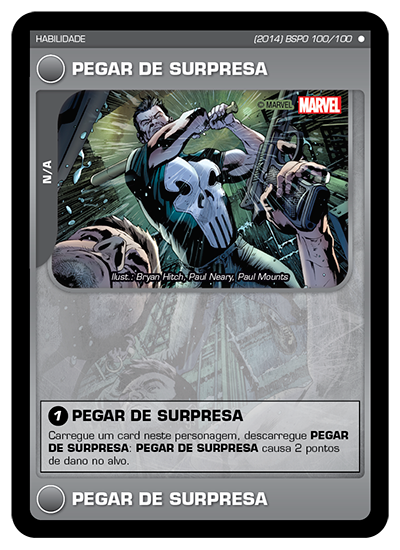 HABILIDADE
(2014) BSP0 100/100
PEGAR DE SURPRESA
© MARVEL MARVEL
N/A
Ilust.: Bryan Hitch, Paul Neary, Paul Mounts
1 PEGAR DE SURPRESA
Carregue um card neste personagem, descarregue PEGAR
DE SURPRESA: PEGAR DE SURPRESA causa 2 pontos
de dano no alvo.
PEGAR DE SURPRESA